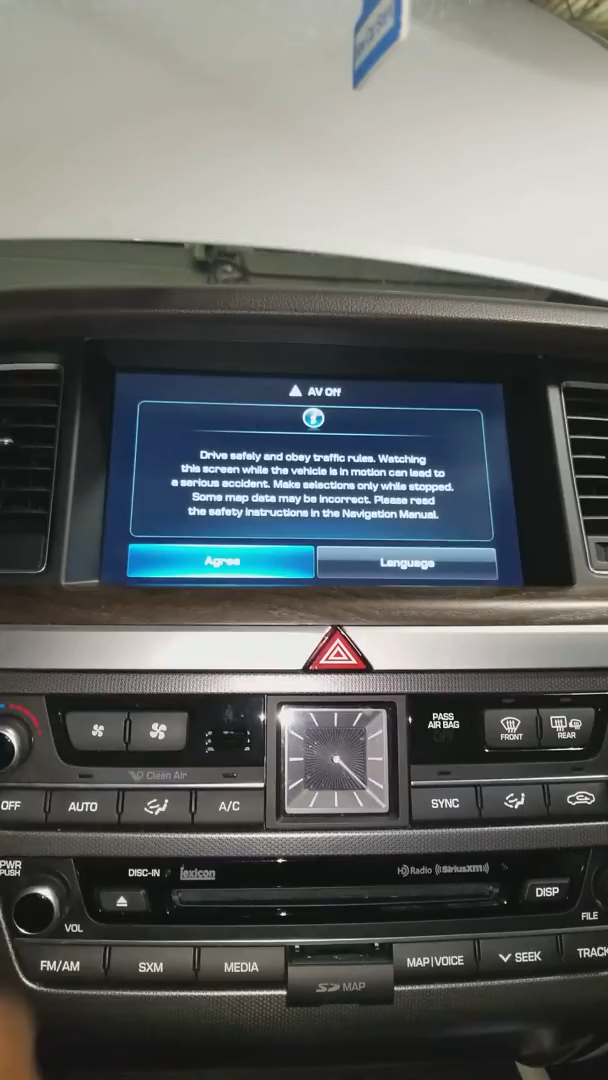 AV Off
Drive safely and obey traffic rules. Watching
this screen while the vehicle is in motion can lead to
a serious accident. Make selections only while stopped.
Some map data may be incorrect. Please read
the safety instructions in the Navigation Manual.
Agree
Language
PASS
AIR BAG
FRONT
REAR
Clean Air
OFF
AUTO
A/C
SYNC
PWR
PUSH
DISC-IN
lexicon
HD Radio
((SiriusXM))
DISP
VOL
FILE
FM/AM
SXM
MEDIA
SD MAP
MAP|VOICE
SEEK
TRACK